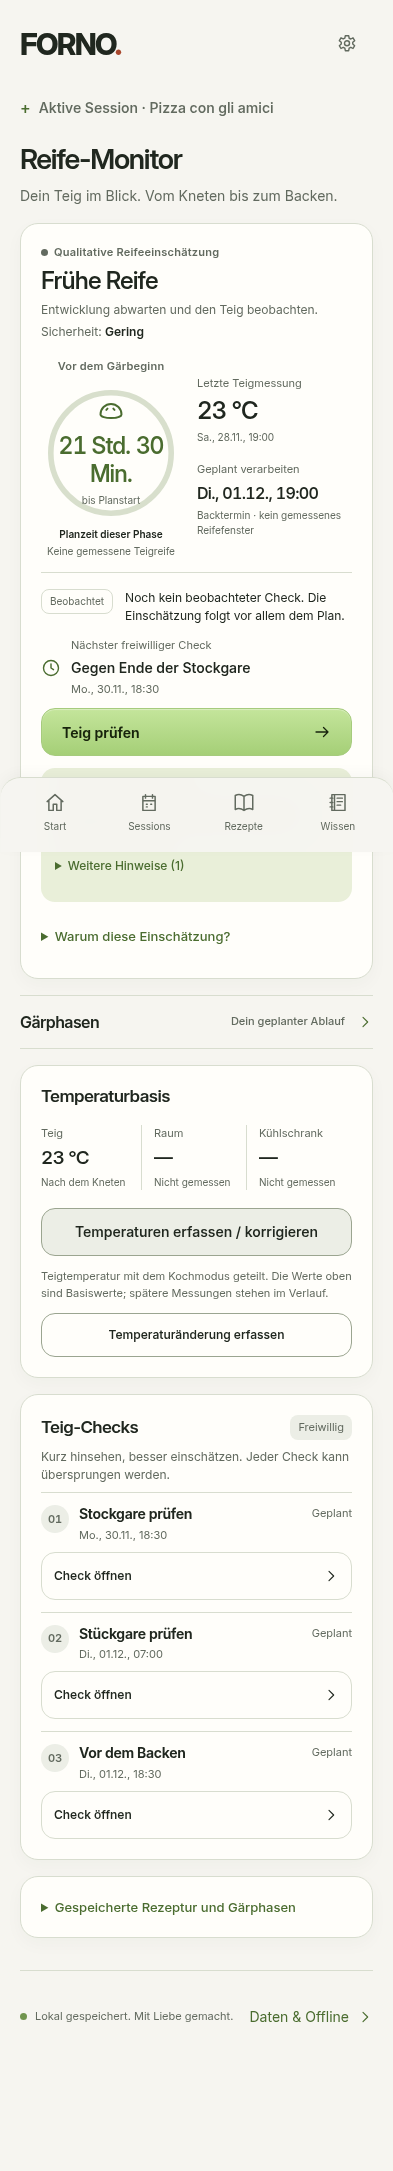 FORNO.
+ Aktive Session · Pizza con gli amici
Reife-Monitor
Dein Teig im Blick. Vom Kneten bis zum Backen.
Qualitative Reifeeinschätzung
Frühe Reife
Entwicklung abwarten und den Teig beobachten.
Sicherheit: Gering
Vor dem Gärbeginn
21 Std. 30
Min.
bis Planstart
Planzeit dieser Phase
Keine gemessene Teigreife
Letzte Teigmessung
23 °C
Sa., 28.11., 19:00
Geplant verarbeiten
Di., 01.12., 19:00
Backtermin · kein gemessenes
Reifefenster
Beobachtet
Noch kein beobachteter Check. Die
Einschätzung folgt vor allem dem Plan.
Nächster freiwilliger Check
Gegen Ende der Stockgare
Mo., 30.11., 18:30
Teig prüfen
Start
Sessions
Rezepte
Wissen
Weitere Hinweise (1)
Warum diese Einschätzung?
Gärphasen
Dein geplanter Ablauf
Temperaturbasis
Teig
23 °C
Nach dem Kneten
Raum
—
Nicht gemessen
Kühlschrank
—
Nicht gemessen
Temperaturen erfassen / korrigieren
Teigtemperatur mit dem Kochmodus geteilt. Die Werte oben
sind Basiswerte; spätere Messungen stehen im Verlauf.
Temperaturänderung erfassen
Teig-Checks
Freiwillig
Kurz hinsehen, besser einschätzen. Jeder Check kann
übersprungen werden.
01
Stockgare prüfen
Geplant
Mo., 30.11., 18:30
Check öffnen
02
Stückgare prüfen
Geplant
Di., 01.12., 07:00
Check öffnen
03
Vor dem Backen
Geplant
Di., 01.12., 18:30
Check öffnen
Gespeicherte Rezeptur und Gärphasen
Lokal gespeichert. Mit Liebe gemacht.
Daten & Offline